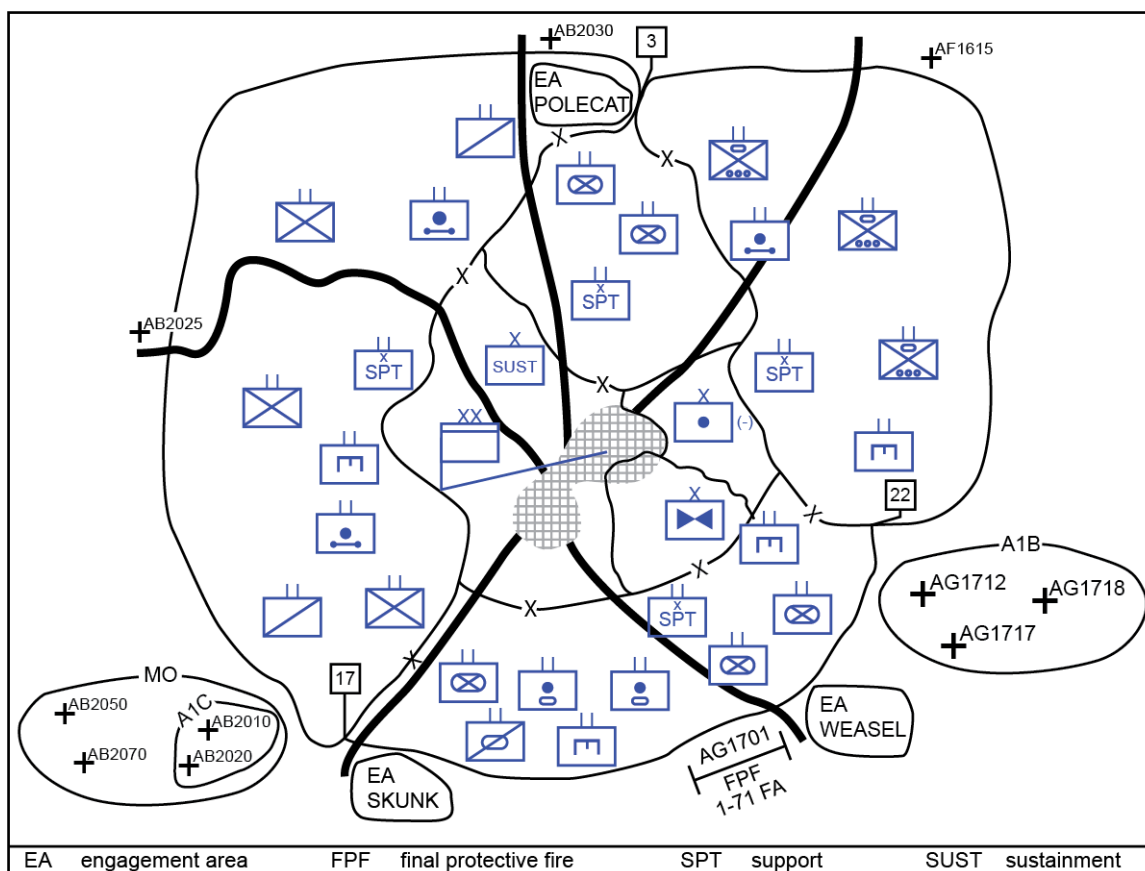 AB2030
3
AF1615
EA
POLECAT
X
X
X
AB2025
SPT
X
SPT
X
SUST
X
SPT
X
X
(-)
XX
X
X
22
A1B
AG1712
AG1718
AG1717
X
X
X
SPT
X
17
MO
A1C
AB2050
AB2010
AB2070
AB2020
EA
SKUNK
EA
WEASEL
AG1701
FPF
1-71 FA
EA engagement area FPF final protective fire SPT support SUST sustainment